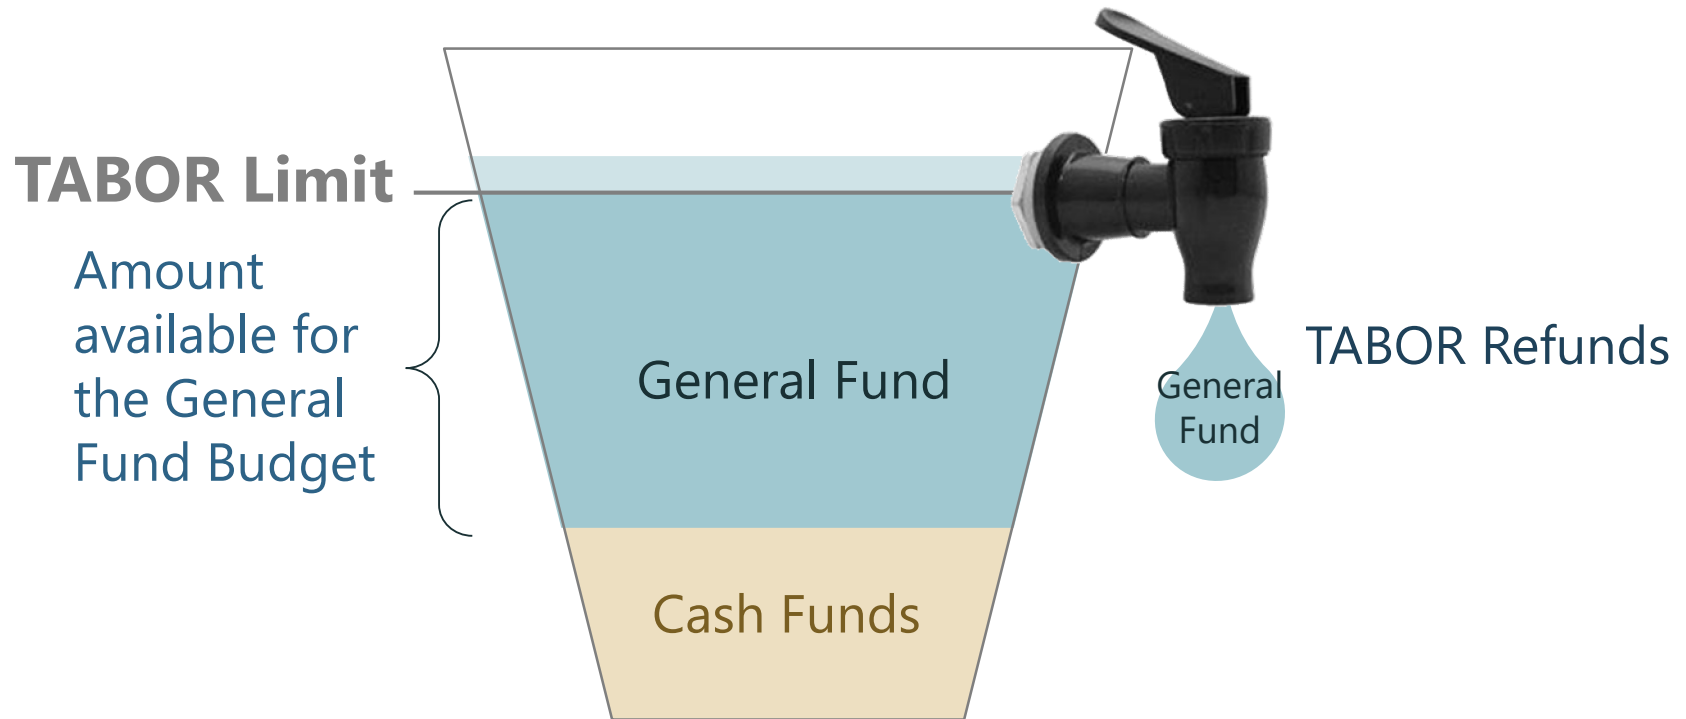 TABOR Limit
Amount
available for
the General
Fund Budget
General Fund
Cash Funds
TABOR Refunds
General
Fund